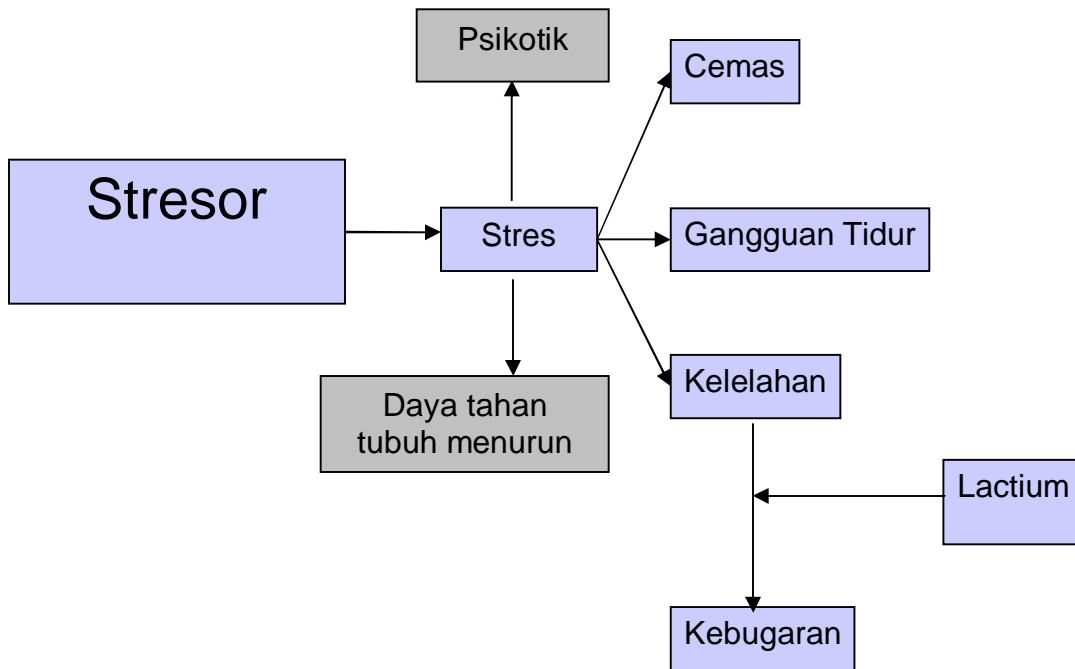 Psikotik
Cemas
Stresor
Stres
Gangguan Tidur
Kelelahan
Daya tahan
tubuh menurun
Lactium
Kebugaran